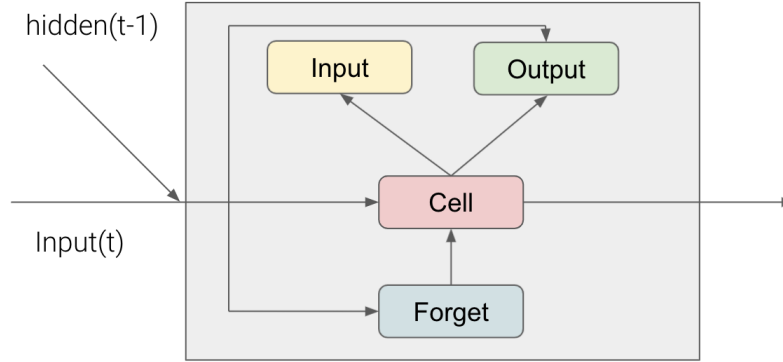 hidden(t-1)
Input
Output
Cell
Input(t)
Forget